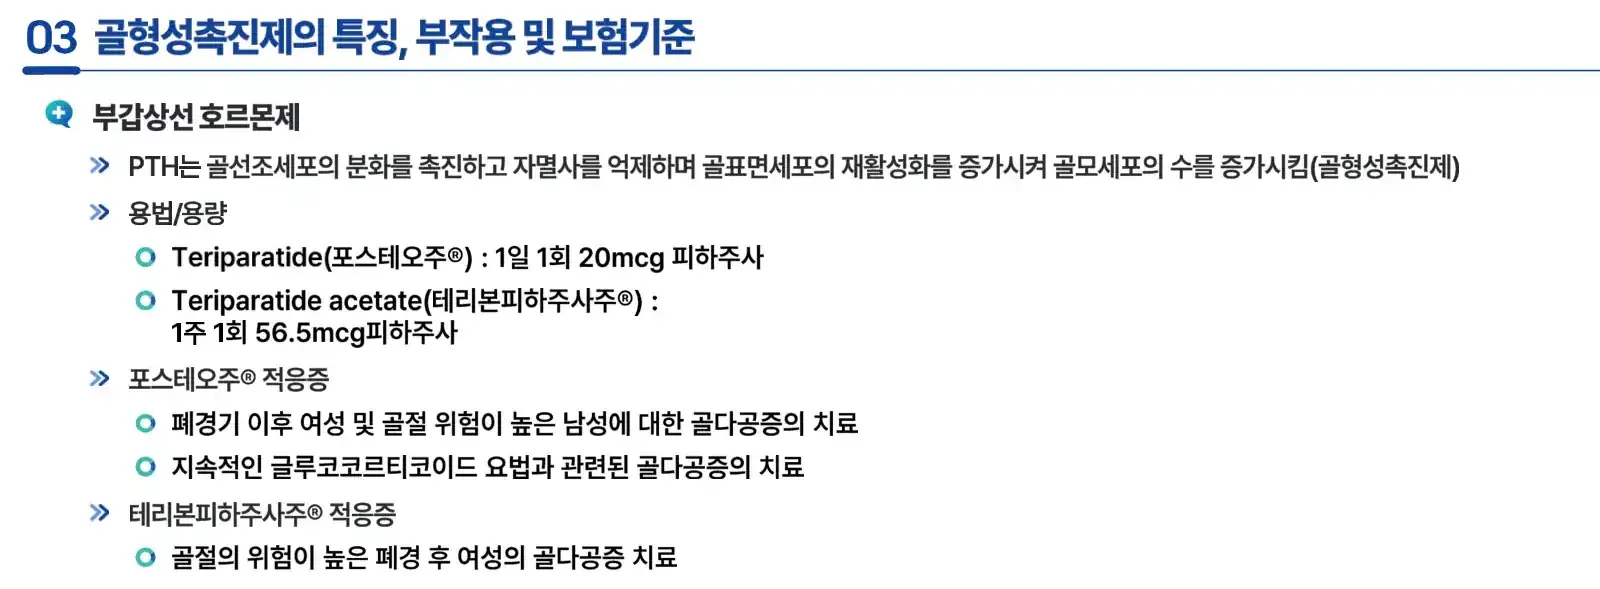 03 골형성촉진제의 특징, 부작용 및 보험기준
부갑상선 호르몬제
PTH는 골선조세포의 분화를 촉진하고 자멸사를 억제하며 골표면세포의 재활성화를 증가시켜 골모세포의 수를 증가시킴(골형성촉진제)
용법/용량
Teriparatide(포스테오주®) : 1일 1회 20mcg 피하주사
Teriparatide acetate(테리본피하주사주®) :
1주 1회 56.5mcg피하주사
포스테오주® 적응증
폐경기 이후 여성 및 골절 위험이 높은 남성에 대한 골다공증의 치료
지속적인 글루코코르티코이드 요법과 관련된 골다공증의 치료
테리본피하주사주® 적응증
골절의 위험이 높은 폐경 후 여성의 골다공증 치료